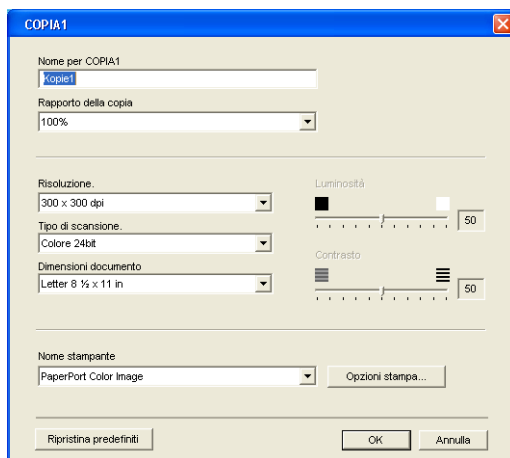 COPIA1
Nome per COPIA1
Kopie1
Rapporto della copia
100%
Risoluzione.
300 x 300 dpi
Tipo di scansione.
Colore 24bit
Dimensioni documento
Letter 8 ½ x 11 in
Luminosità
50
Contrasto
50
Nome stampante
PaperPort Color Image
Opzioni stampa...
Ripristina predefiniti
OK
Annulla